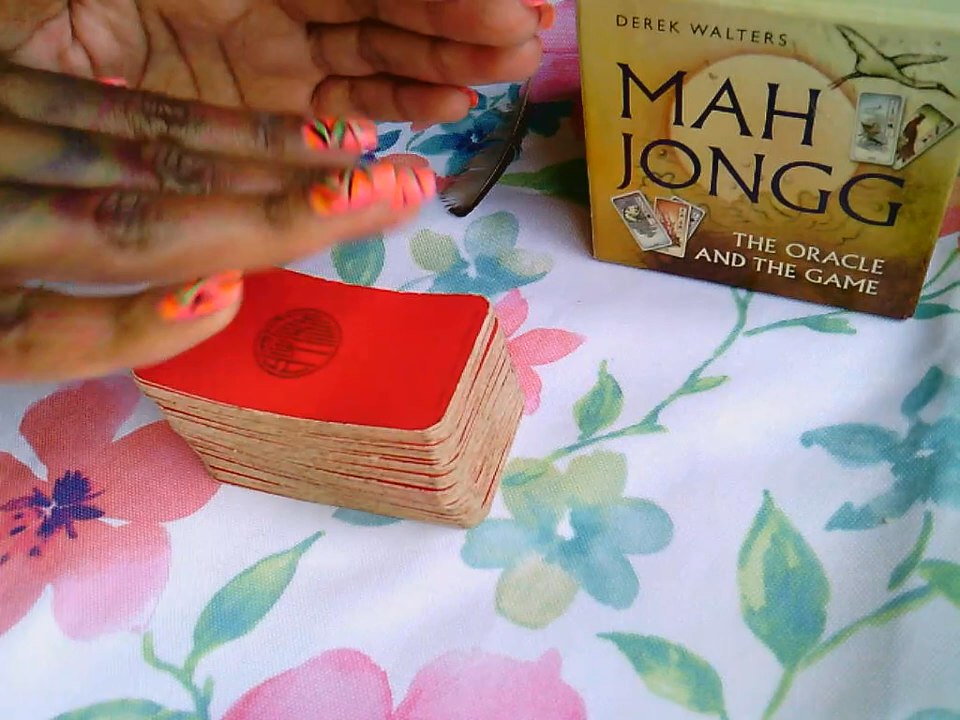 DEREK WALTERS
MAH
JONGG
THE ORACLE
AND THE GAME